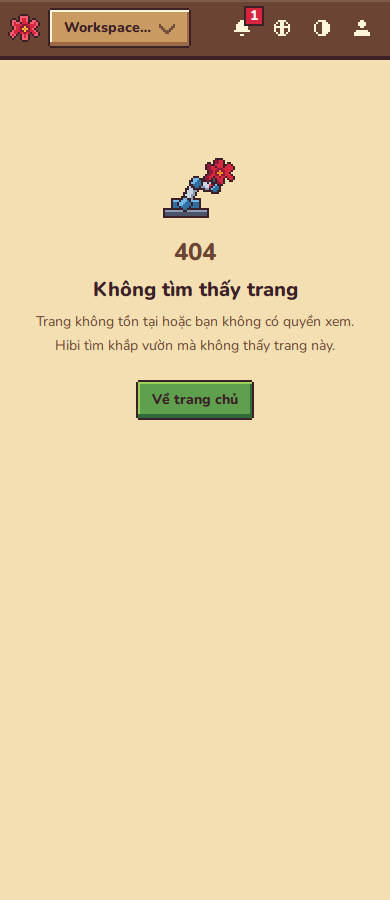 Workspace...
1
404
Không tìm thấy trang
Trang không tồn tại hoặc bạn không có quyền xem.
Hibi tìm khắp vườn mà không thấy trang này.
Về trang chủ